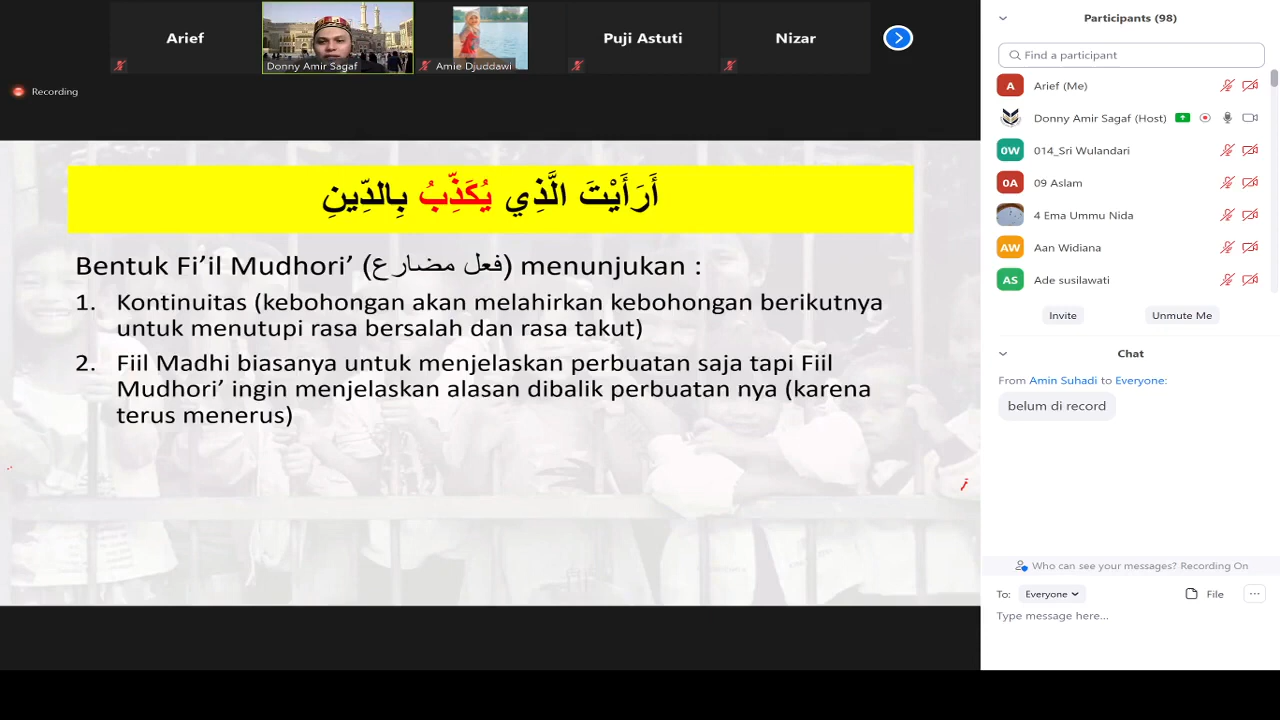 Arief
Donny Amir Sagaf
Amie Djuddawi
Puji Astuti
Nizar
Recording
أَرَأَيْتَ الَّذِي يُكَذِّبُ بِالدِّينِ
Bentuk Fi’il Mudhori’ (فعل مضارع) menunjukan :
1. Kontinuitas (kebohongan akan melahirkan kebohongan berikutnya
untuk menutupi rasa bersalah dan rasa takut)
2. Fiil Madhi biasanya untuk menjelaskan perbuatan saja tapi Fiil
Mudhori’ ingin menjelaskan alasan dibalik perbuatan nya (karena
terus menerus)
Participants (98)
Find a participant
A Arief (Me)
Donny Amir Sagaf (Host)
0W 014_Sri Wulandari
0A 09 Aslam
4 Ema Ummu Nida
AW Aan Widiana
AS Ade susilawati
Invite Unmute Me
Chat
From Amin Suhadi to Everyone:
belum di record
Who can see your messages? Recording On
To: Everyone File
Type message here...